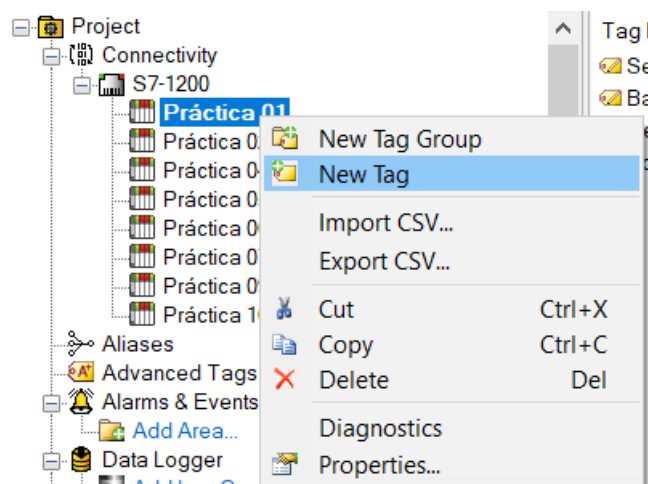 Project
Connectivity
S7-1200
Práctica 01
Práctica 0
Práctica 04
Práctica 0
Práctica 0
Práctica 0
Práctica 0
Práctica 1
Aliases
Advanced Tags
Alarms & Events
Add Area...
Data Logger
Tag
Se
Ba
New Tag Group
New Tag
Import CSV...
Export CSV...
Cut Ctrl+X
Copy Ctrl+C
Delete Del
Diagnostics
Properties...